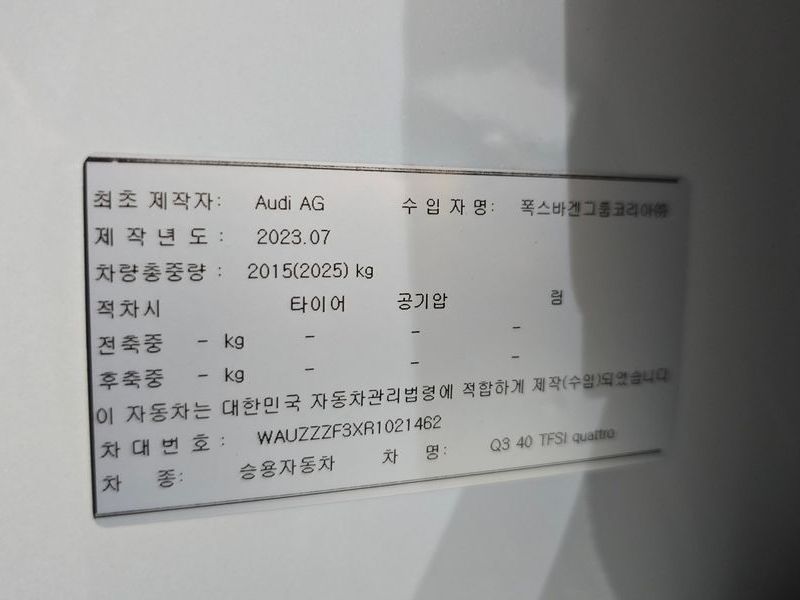 최초 제작자: Audi AG 수 입 자 명: 폭스바겐그룹코리아㈜
제 작 년 도 : 2023.07
차량총중량 : 2015(2025) kg
적차시 타이어 공기압 림
전축중 - kg - - -
후축중 - kg - - -
이 자동차는 대한민국 자동차관리법령에 적합하게 제작(수입)되었습니다
차 대 번 호 : WAUZZZF3XR1021462
차 종: 승용자동차 차 명: Q3 40 TFSI quattro